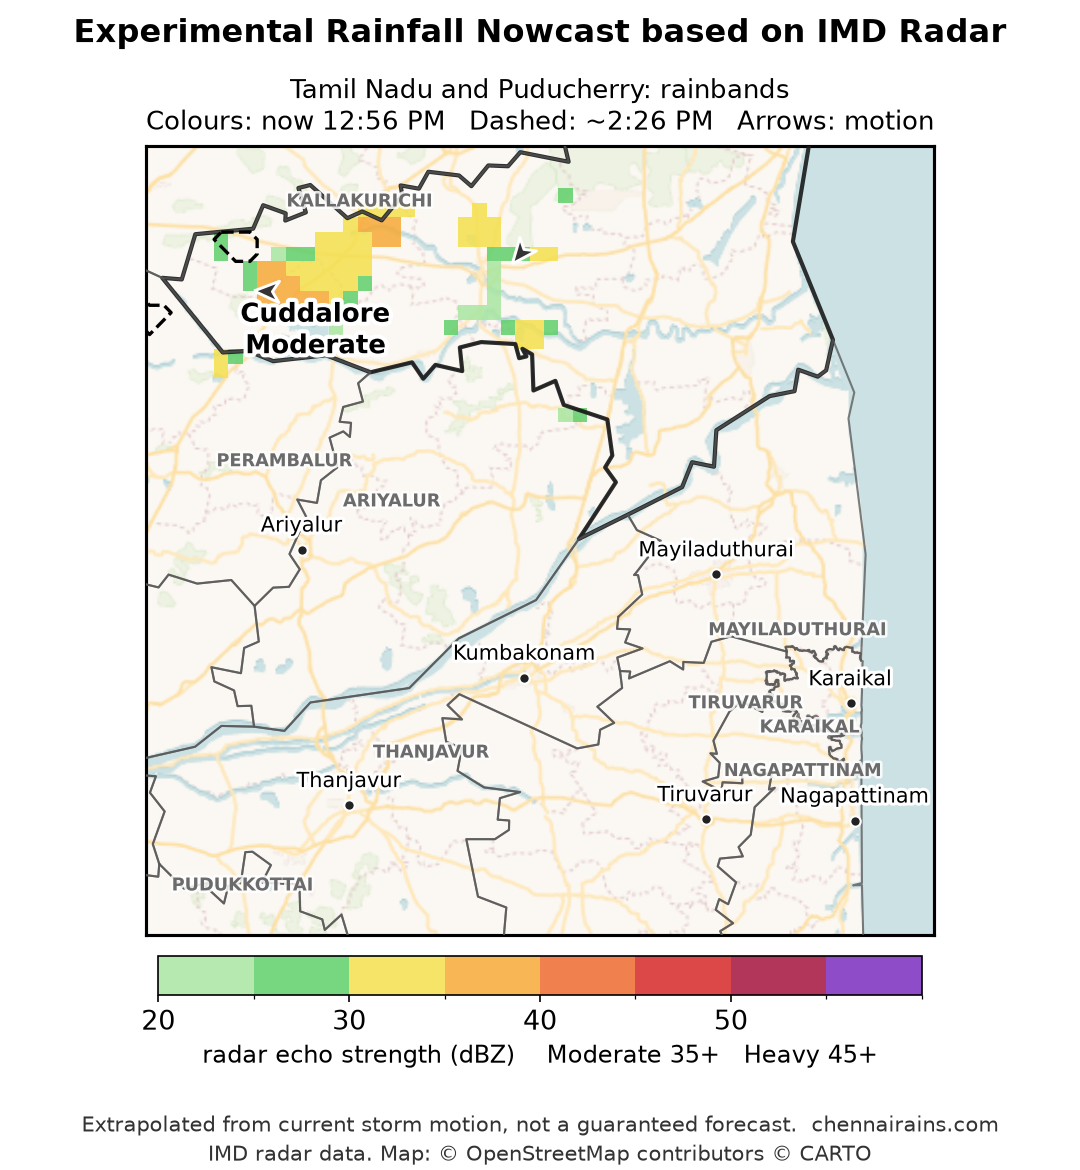 Experimental Rainfall Nowcast based on IMD Radar
Tamil Nadu and Puducherry: rainbands
Colours: now 12:56 PM   Dashed: ~2:26 PM   Arrows: motion
KALLAKURICHI
Cuddalore
Moderate
PERAMBALUR
ARIYALUR
Ariyalur
Mayiladuthurai
MAYILADUTHURAI
Kumbakonam
Karaikal
TIRUVARUR
KARAIKAL
THANJAVUR
NAGAPATTINAM
Thanjavur
Tiruvarur
Nagapattinam
PUDUKKOTTAI
20 30 40 50
radar echo strength (dBZ)    Moderate 35+   Heavy 45+
Extrapolated from current storm motion, not a guaranteed forecast.  chennairains.com
IMD radar data. Map: © OpenStreetMap contributors © CARTO